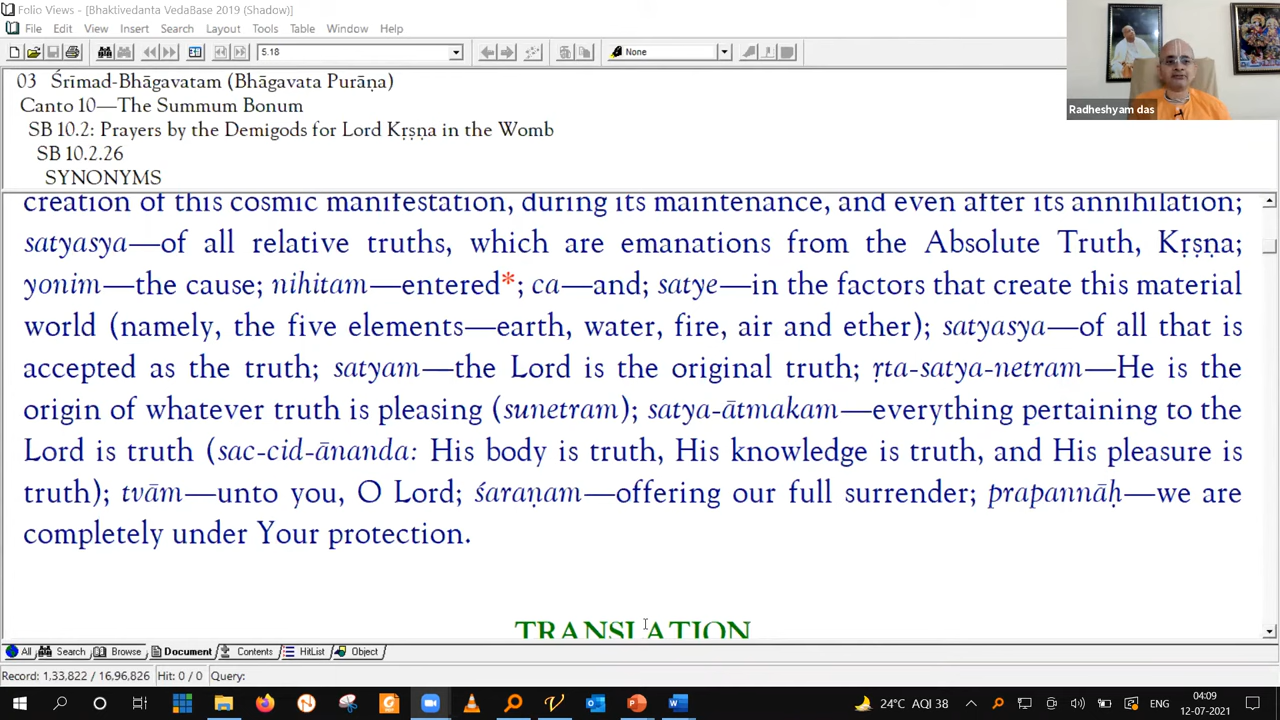 Folio Views - [Bhaktivedanta VedaBase 2019 (Shadow)]
File Edit View Insert Search Layout Tools Table Window Help
5.18 None
Radheshyam das
03 Śrīmad-Bhāgavatam (Bhāgavata Purāṇa)
Canto 10—The Summum Bonum
SB 10.2: Prayers by the Demigods for Lord Kṛṣṇa in the Womb
SB 10.2.26
SYNONYMS
creation of this cosmic manifestation, during its maintenance, and even after its annihilation;
satyasya—of all relative truths, which are emanations from the Absolute Truth, Kṛṣṇa;
yonim—the cause; nihitam—entered*; ca—and; satye—in the factors that create this material
world (namely, the five elements—earth, water, fire, air and ether); satyasya—of all that is
accepted as the truth; satyam—the Lord is the original truth; ṛta-satya-netram—He is the
origin of whatever truth is pleasing (sunetram); satya-ātmakam—everything pertaining to the
Lord is truth (sac-cid-ānanda: His body is truth, His knowledge is truth, and His pleasure is
truth); tvām—unto you, O Lord; śaraṇam—offering our full surrender; prapannāḥ—we are
completely under Your protection.
TRANSLATION
All Search Browse Document Contents HitList Object
Record: 1,33,822 / 16,96,826 Hit: 0 / 0 Query:
24°C AQI 38 ENG 04:09
12-07-2021